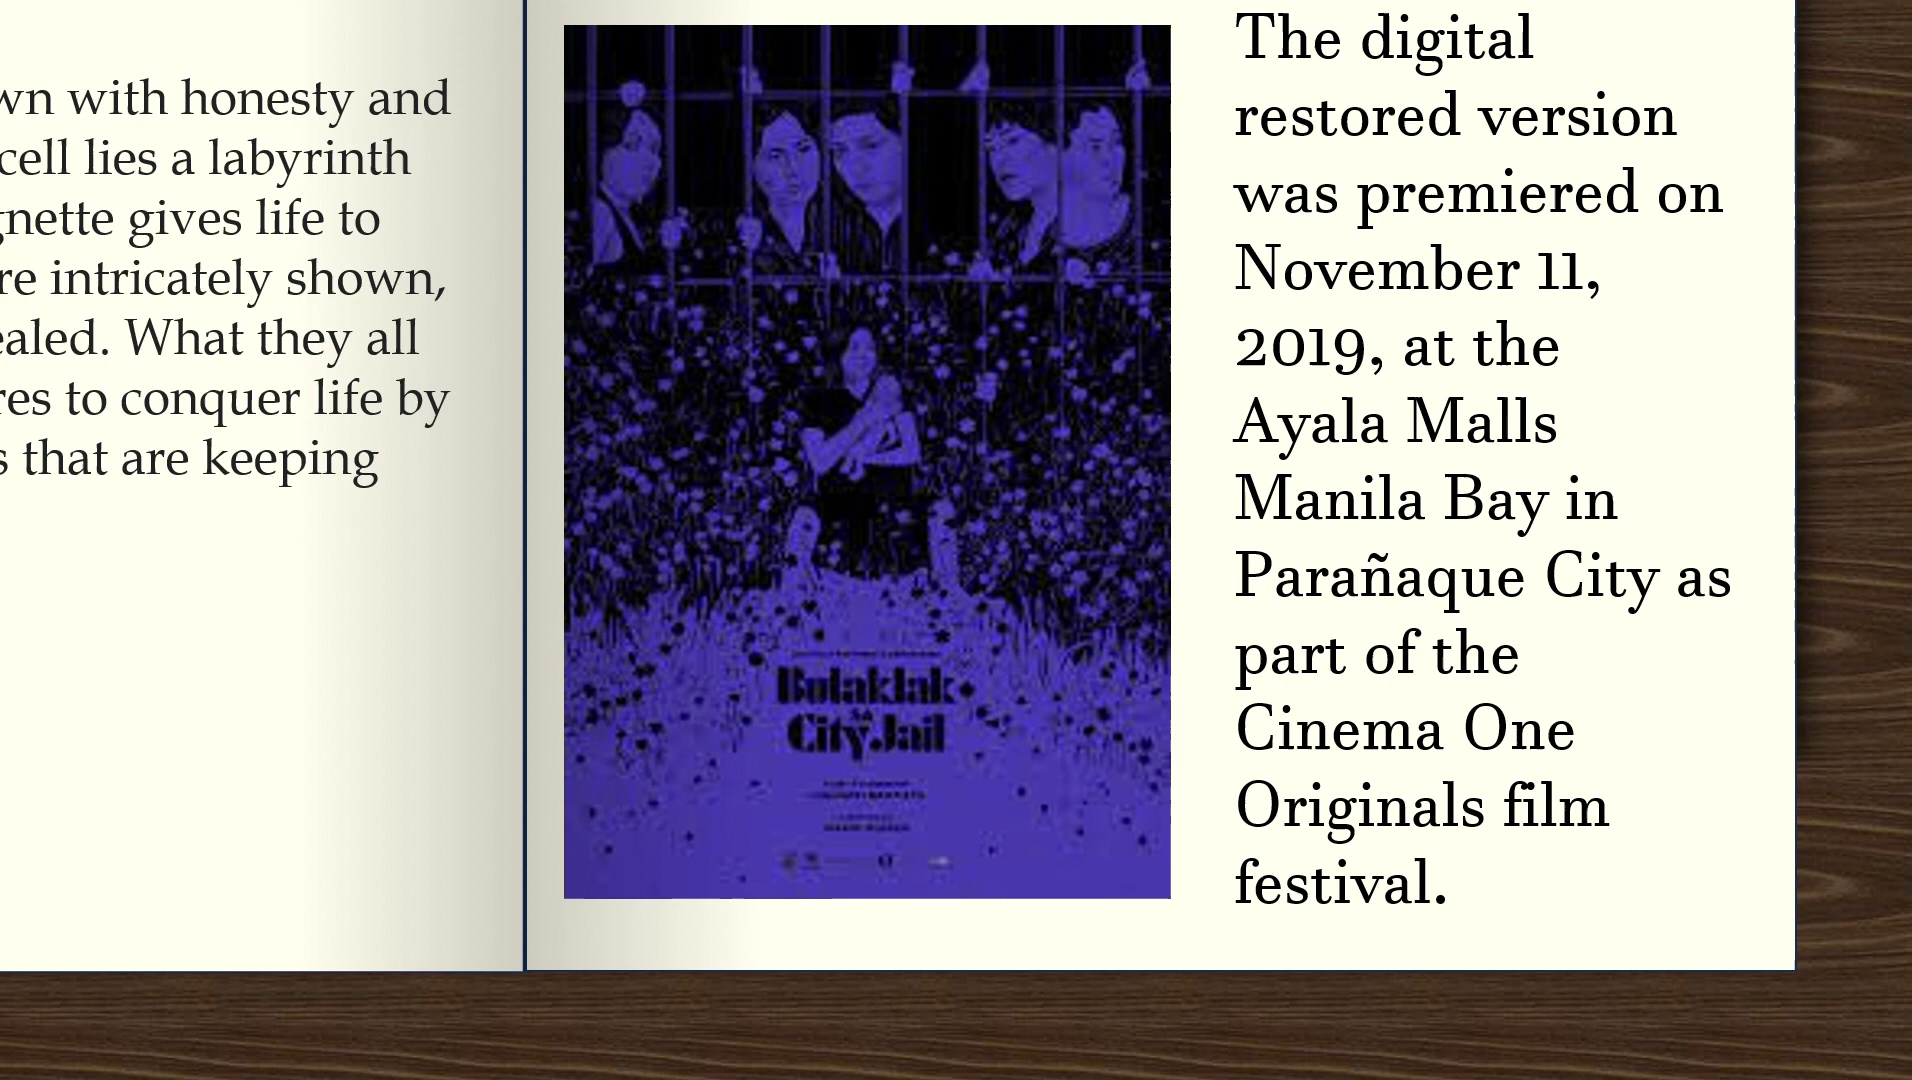 wn with honesty and
cell lies a labyrinth
gnette gives life to
re intricately shown,
ealed. What they all
res to conquer life by
s that are keeping
Bulaklak
City Jail
The digital
restored version
was premiered on
November 11,
2019, at the
Ayala Malls
Manila Bay in
Parañaque City as
part of the
Cinema One
Originals film
festival.